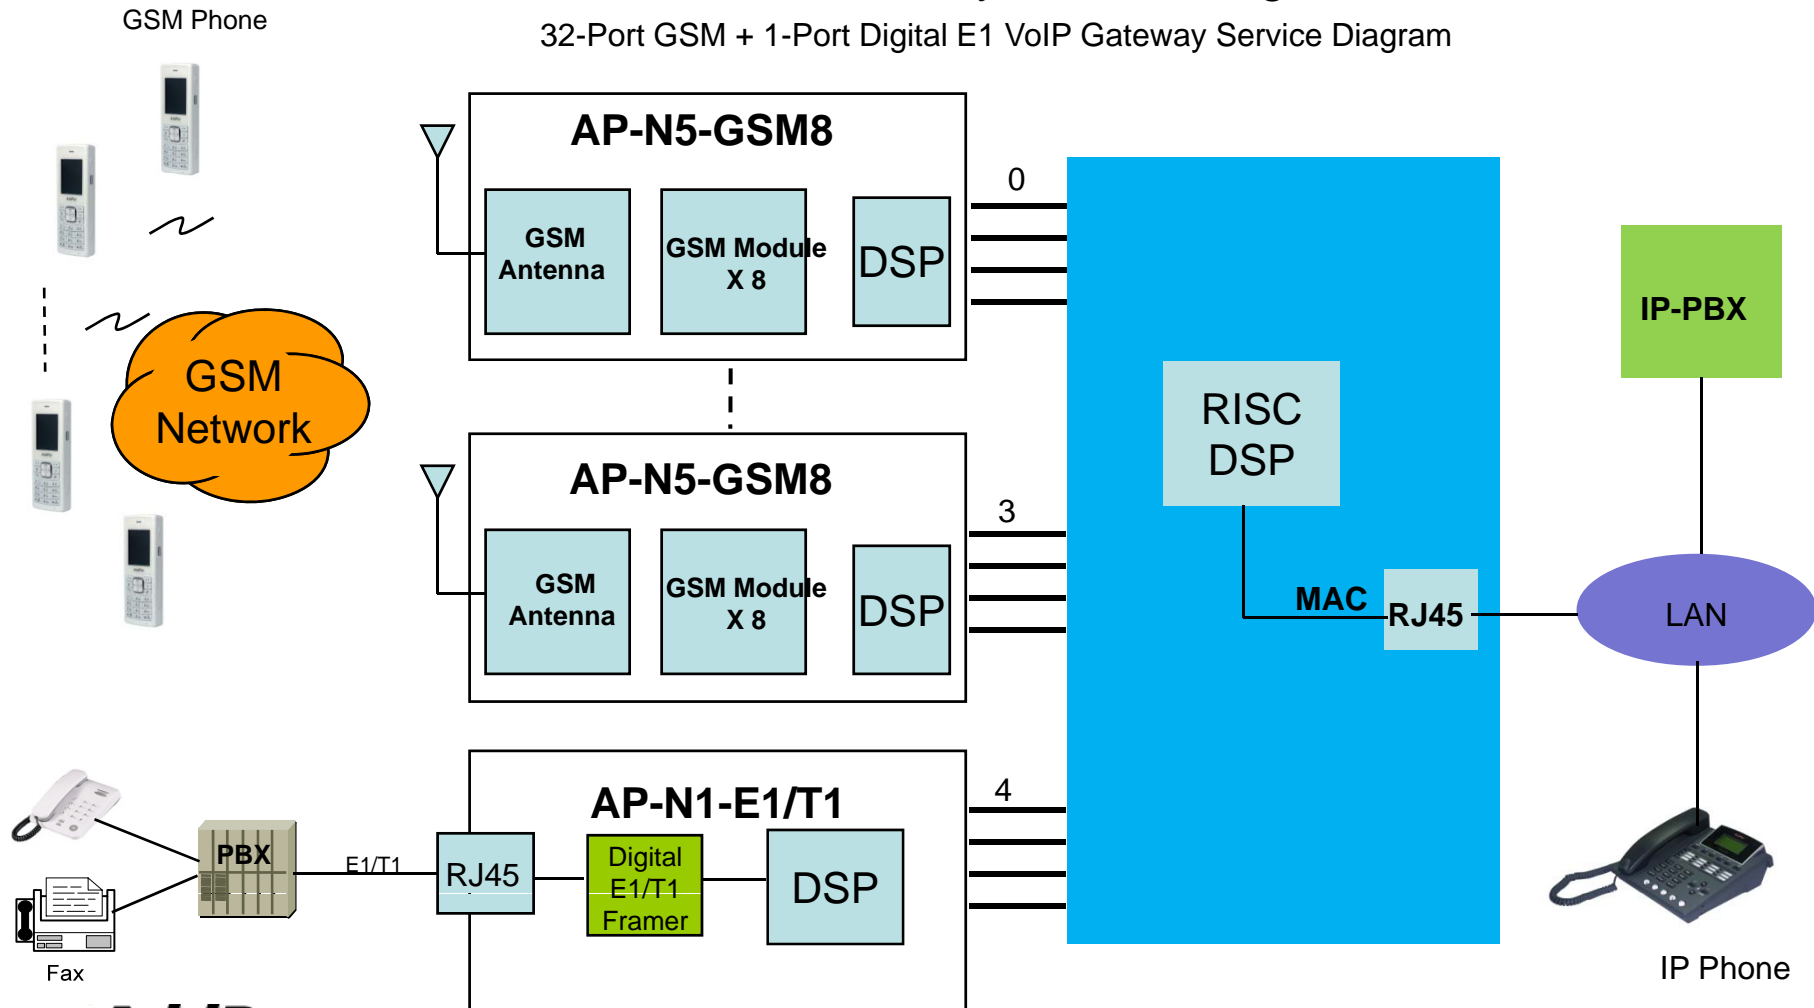 GSM Phone
32-Port GSM + 1-Port Digital E1 VoIP Gateway Service Diagram
AP-N5-GSM8
GSM
Antenna
GSM Module
X 8
DSP
0
GSM
Network
AP-N5-GSM8
GSM
Antenna
GSM Module
X 8
DSP
3
RISC
DSP
MAC
RJ45
IP-PBX
LAN
AP-N1-E1/T1
4
PBX
E1/T1
RJ45
Digital
E1/T1
Framer
DSP
Fax
IP Phone